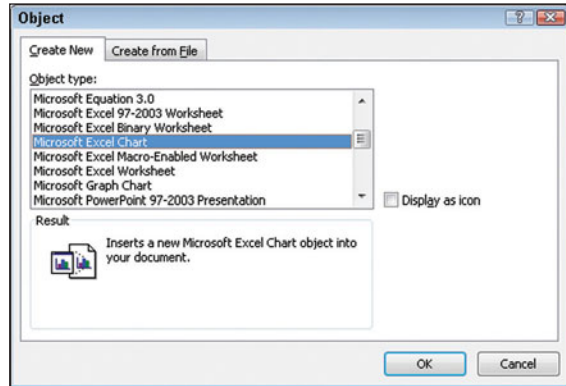 Object
Create New
Create from File
Object type:
Microsoft Equation 3.0
Microsoft Excel 97-2003 Worksheet
Microsoft Excel Binary Worksheet
Microsoft Excel Chart
Microsoft Excel Macro-Enabled Worksheet
Microsoft Excel Worksheet
Microsoft Graph Chart
Microsoft PowerPoint 97-2003 Presentation
Display as icon
Result
Inserts a new Microsoft Excel Chart object into
your document.
OK
Cancel